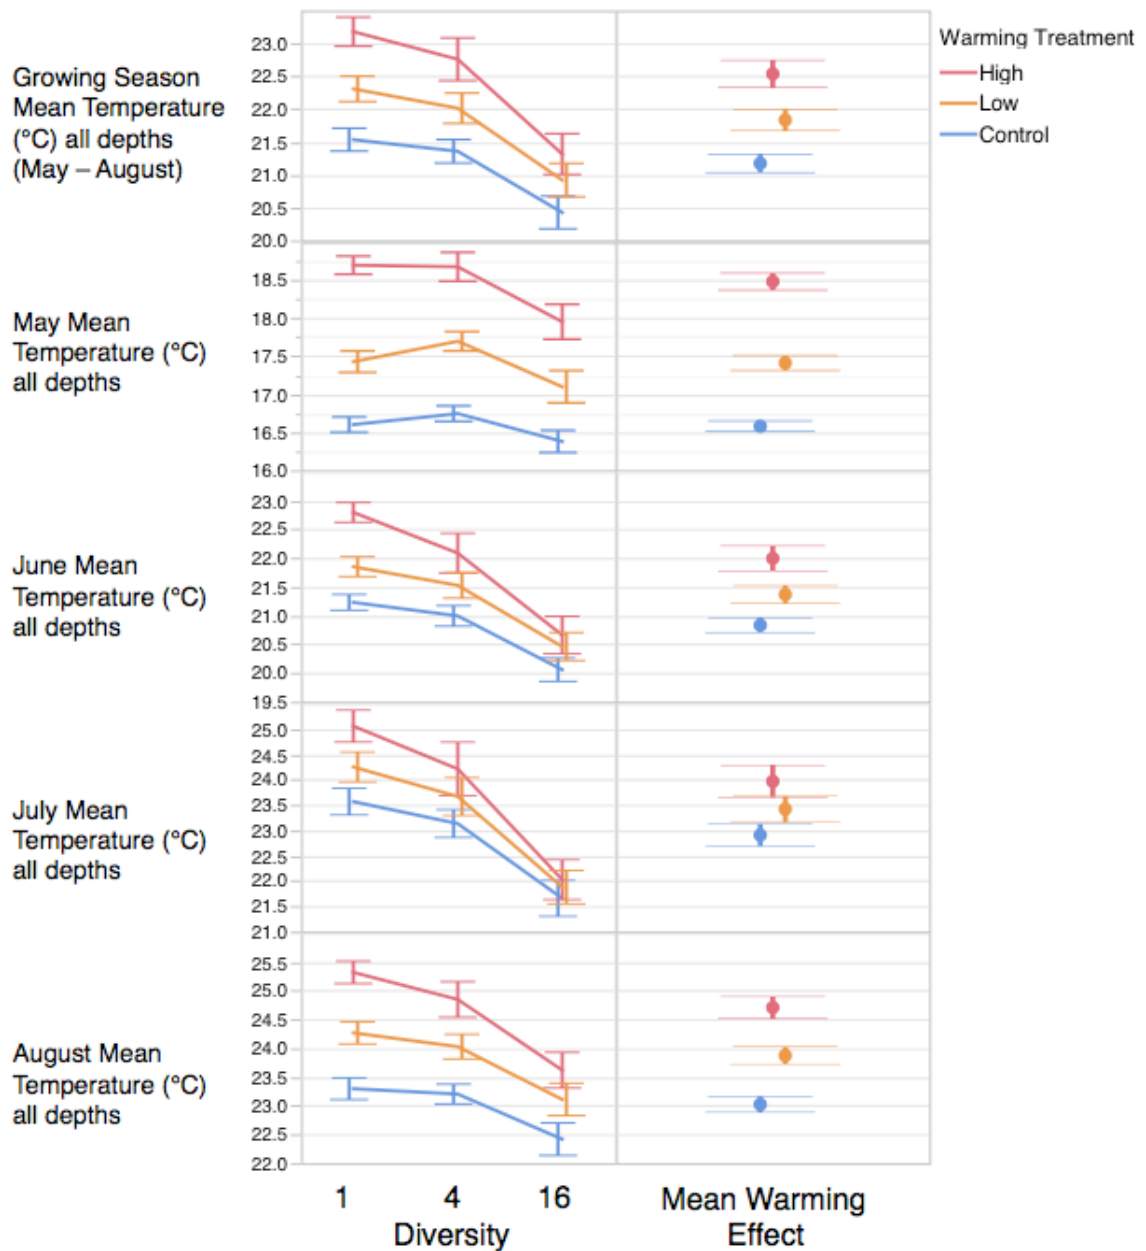 Warming Treatment
High
Low
Control
Growing Season
Mean Temperature
(°C) all depths
(May – August)
23.0
22.5
22.0
21.5
21.0
20.5
20.0
May Mean
Temperature (°C)
all depths
18.5
18.0
17.5
17.0
16.5
16.0
June Mean
Temperature (°C)
all depths
23.0
22.5
22.0
21.5
21.0
20.5
20.0
19.5
July Mean
Temperature (°C)
all depths
25.0
24.5
24.0
23.5
23.0
22.5
22.0
21.5
21.0
August Mean
Temperature (°C)
all depths
25.5
25.0
24.5
24.0
23.5
23.0
22.5
22.0
1 4 16
Diversity
Mean Warming
Effect